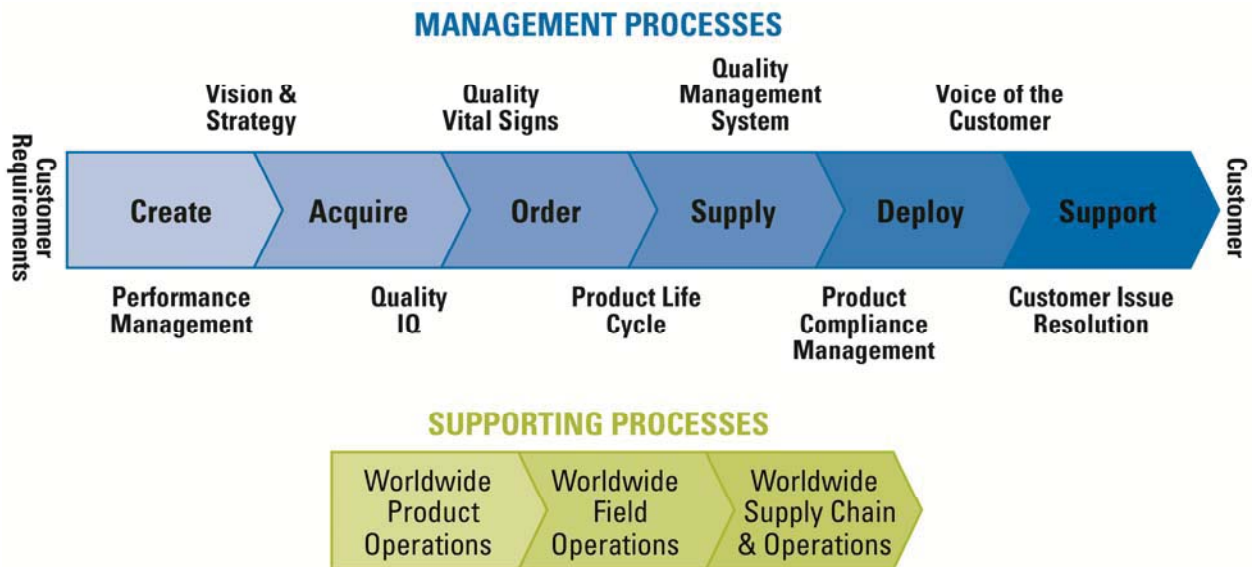 MANAGEMENT PROCESSES
Vision &
Strategy
Quality
Vital Signs
Quality
Management
System
Voice of the
Customer
Customer
Requirements
Create
Acquire
Order
Supply
Deploy
Support
Customer
Performance
Management
Quality
IQ
Product Life
Cycle
Product
Compliance
Management
Customer Issue
Resolution
SUPPORTING PROCESSES
Worldwide
Product
Operations
Worldwide
Field
Operations
Worldwide
Supply Chain
& Operations